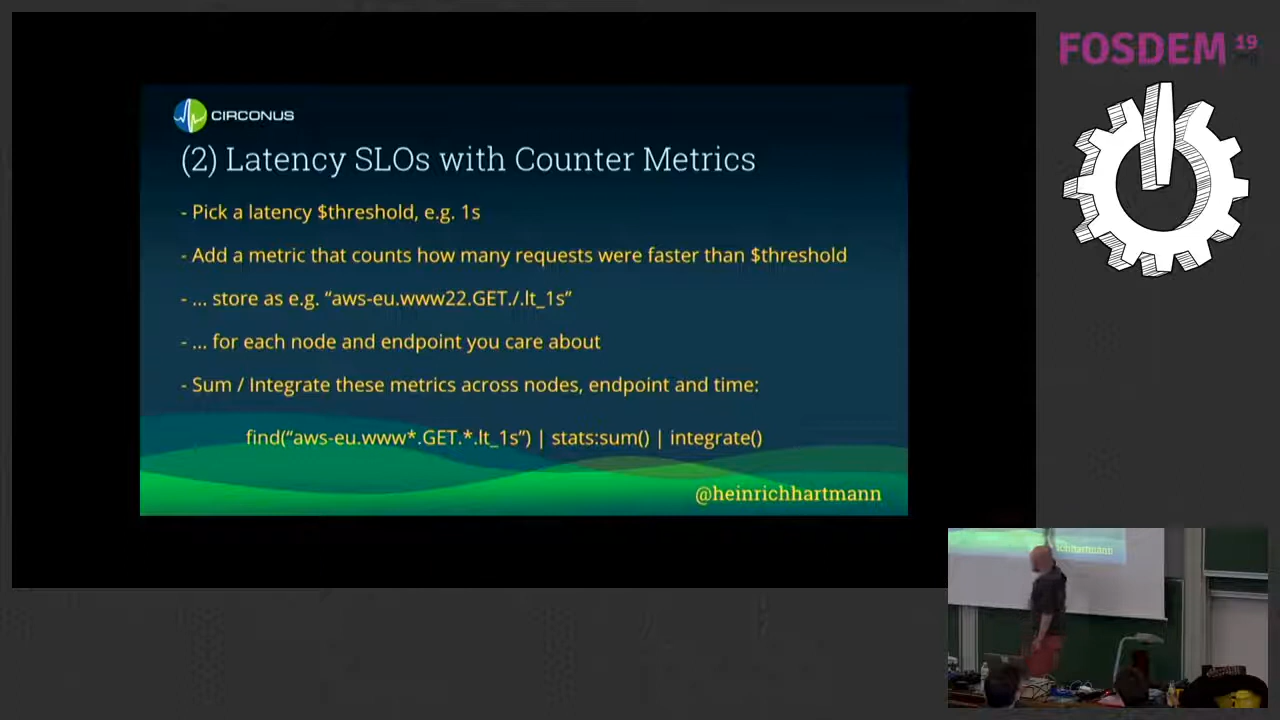 FOSDEM 19
CIRCONUS
(2) Latency SLOs with Counter Metrics
- Pick a latency $threshold, e.g. 1s
- Add a metric that counts how many requests were faster than $threshold
- ... store as e.g. “aws-eu.www22.GET./.lt_1s”
- ... for each node and endpoint you care about
- Sum / Integrate these metrics across nodes, endpoint and time:
find(“aws-eu.www*.GET.*.lt_1s”) | stats:sum() | integrate()
@heinrichhartmann